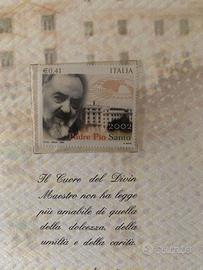 €0,41 ITALIA
2002
Padre Pio Santo
Il Cuore del Divin
Maestro non ha legge
più amabile di quella
della dolcezza, della
umiltà e della carità.